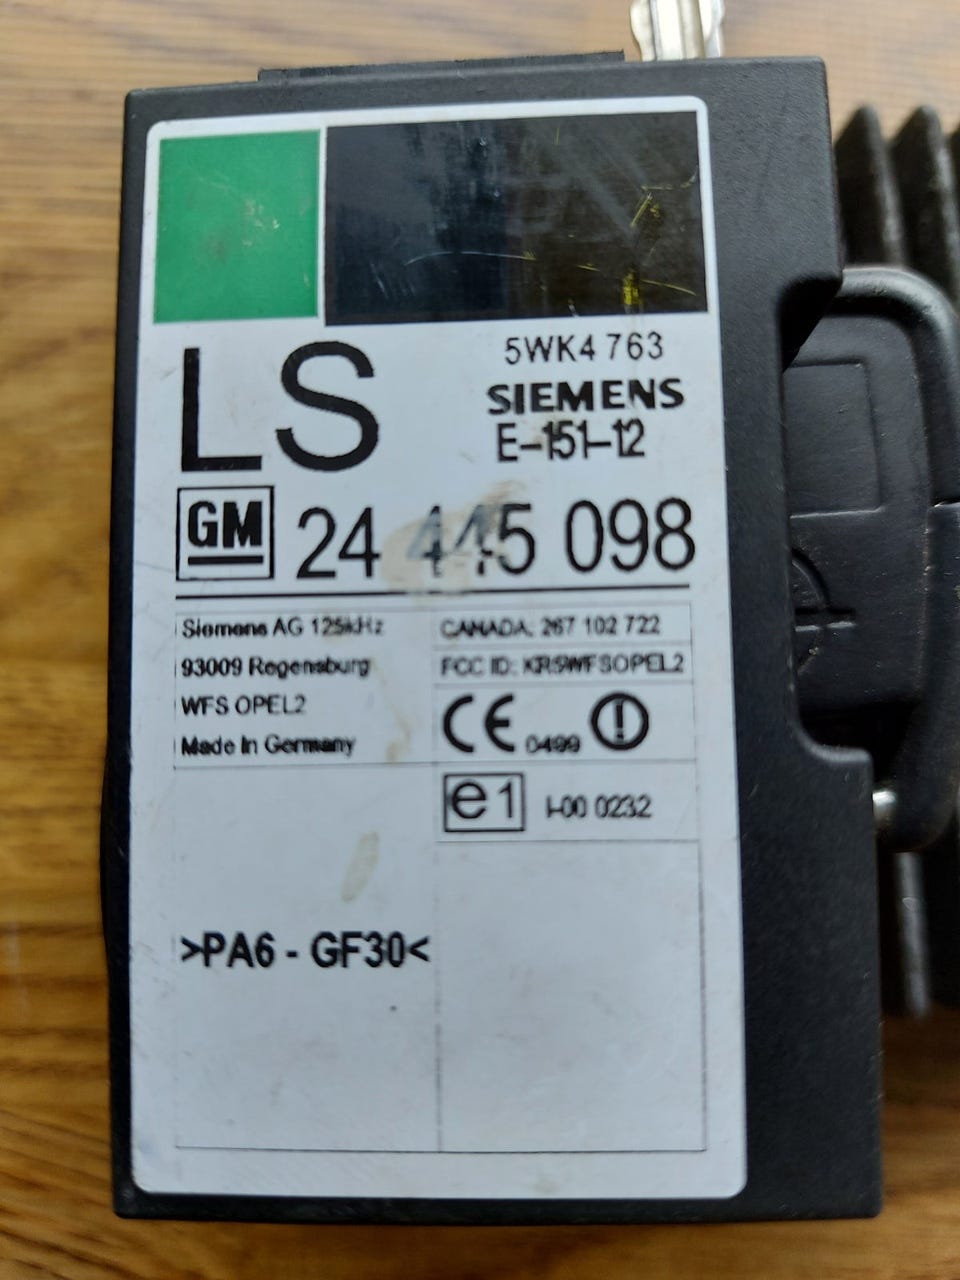 LS
5WK4 763
SIEMENS
E-151-12
GM 24 445 098
Siemens AG 125kHz
93009 Regensburg
WFS OPEL2
Made in Germany
CANADA: 267 102 722
FCC ID: KR5WFSOPEL2
CE 0499 !
e1 I-00 0232
>PA6 - GF30<